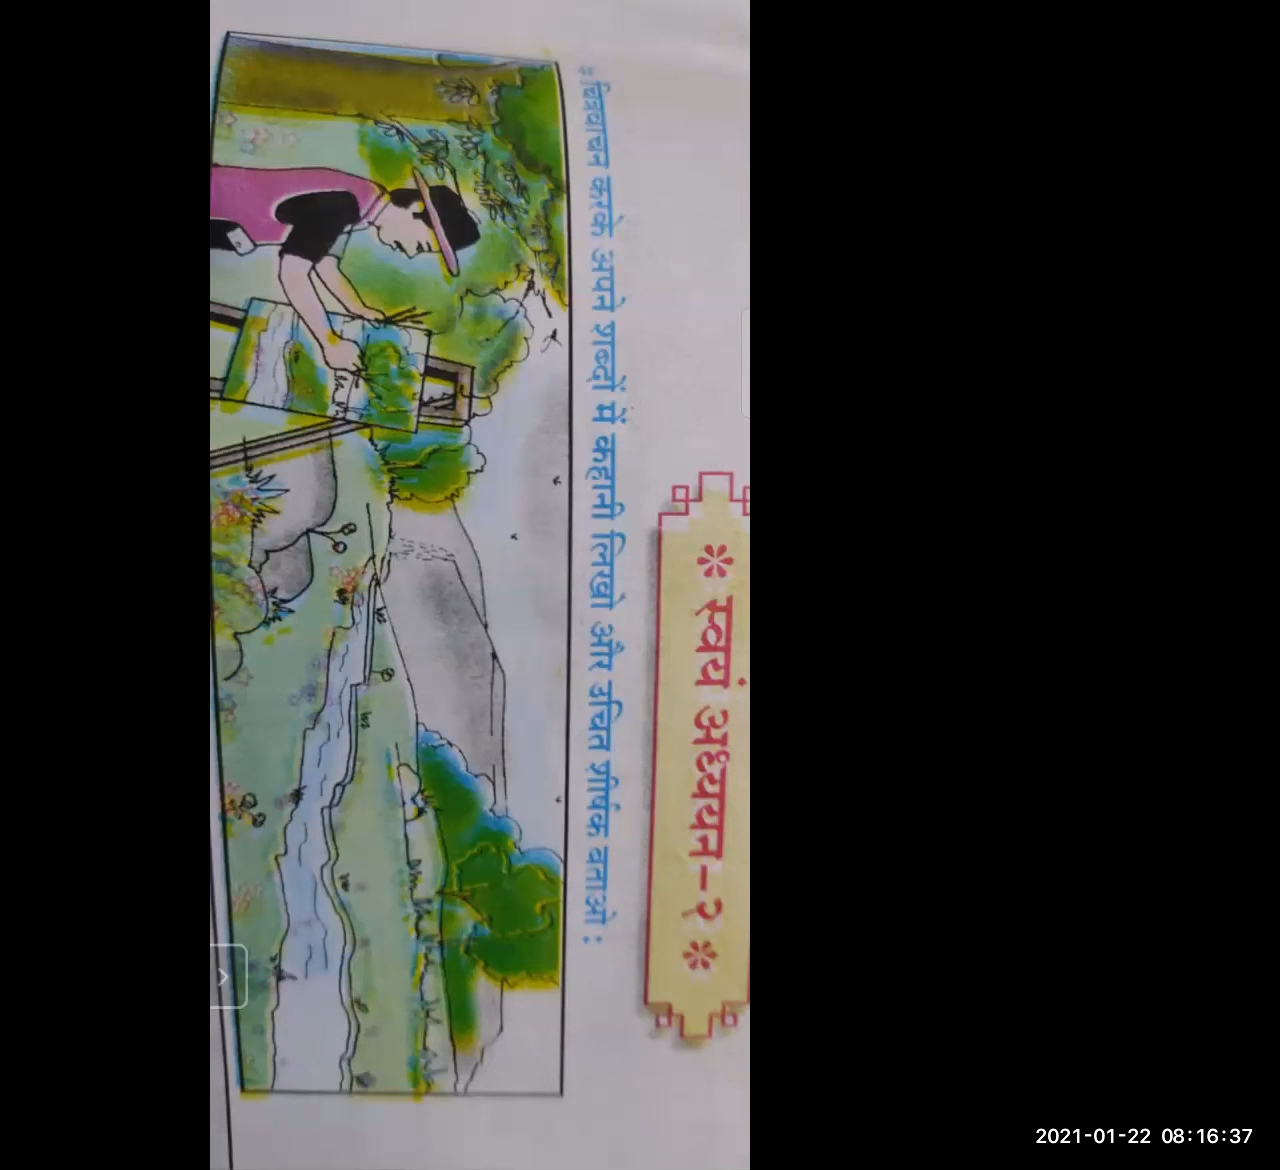 * स्वयं अध्ययन-२ *
* चित्रवाचन करके अपने शब्दों में कहानी लिखो और उचित शीर्षक बताओ :
2021-01-22 08:16:37